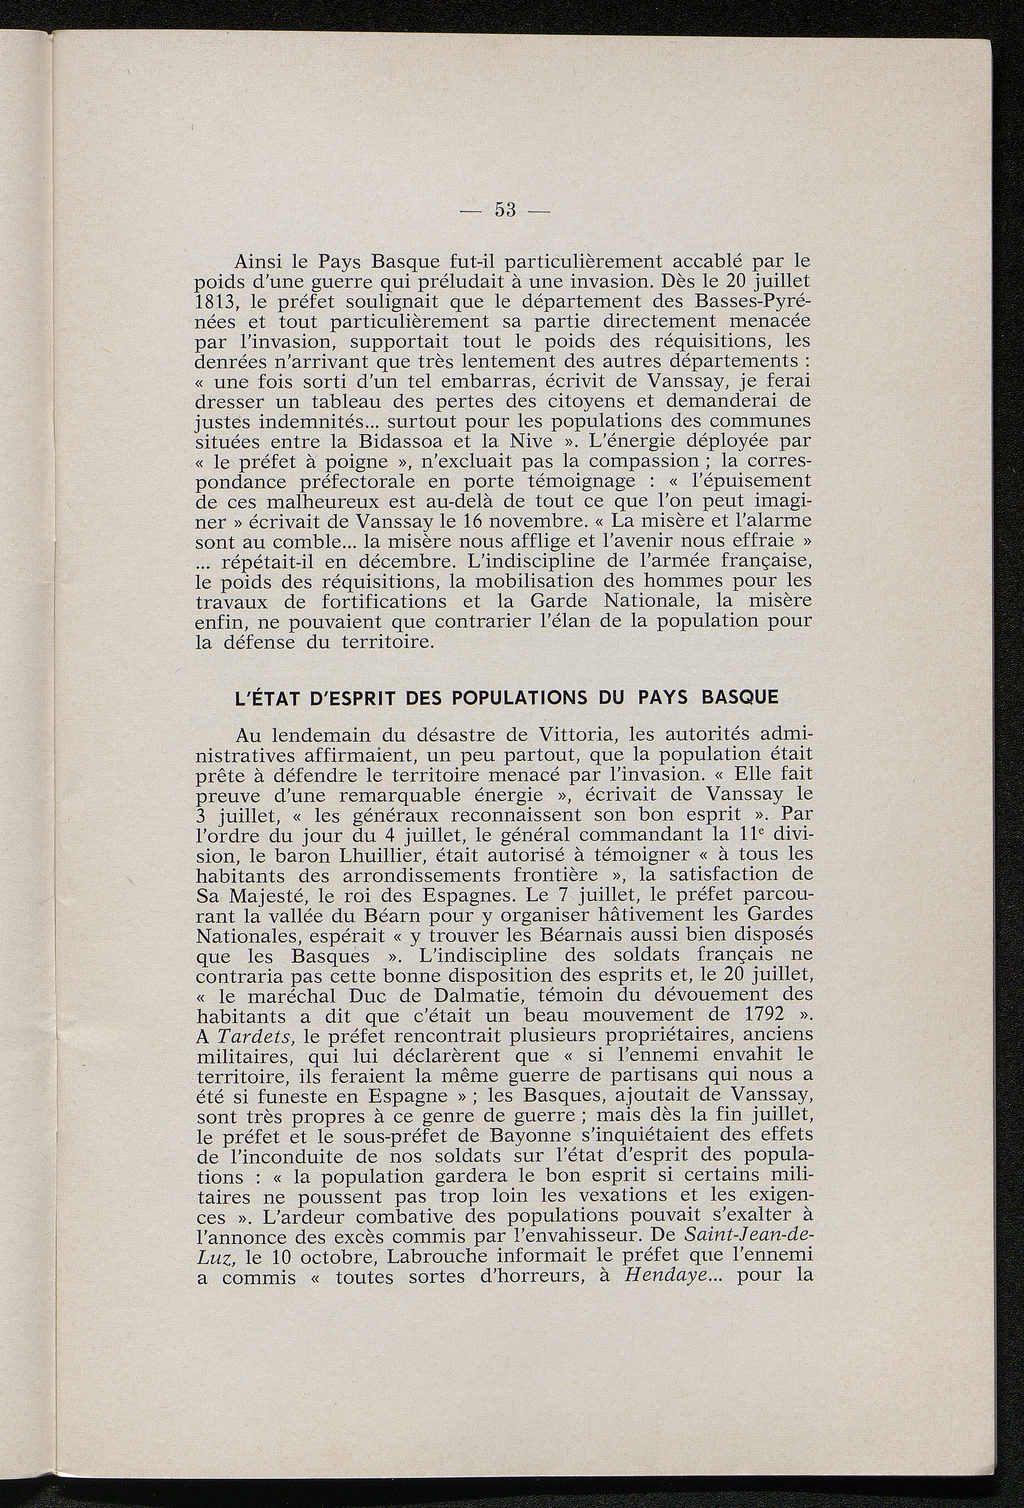 — 53 —
Ainsi le Pays Basque fut-il particulièrement accablé par le
poids d'une guerre qui préludait à une invasion. Dès le 20 juillet
1813, le préfet soulignait que le département des Basses-Pyré-
nées et tout particulièrement sa partie directement menacée
par l'invasion, supportait tout le poids des réquisitions, les
denrées n'arrivant que très lentement des autres départements :
« une fois sorti d'un tel embarras, écrivit de Vanssay, je ferai
dresser un tableau des pertes des citoyens et demanderai de
justes indemnités... surtout pour les populations des communes
situées entre la Bidassoa et la Nive ». L'énergie déployée par
« le préfet à poigne », n'excluait pas la compassion ; la corres-
pondance préfectorale en porte témoignage : « l'épuisement
de ces malheureux est au-delà de tout ce que l'on peut imagi-
ner » écrivait de Vanssay le 16 novembre. « La misère et l'alarme
sont au comble... la misère nous afflige et l'avenir nous effraie »
... répétait-il en décembre. L'indiscipline de l'armée française,
le poids des réquisitions, la mobilisation des hommes pour les
travaux de fortifications et la Garde Nationale, la misère
enfin, ne pouvaient que contrarier l'élan de la population pour
la défense du territoire.
L'ÉTAT D'ESPRIT DES POPULATIONS DU PAYS BASQUE
Au lendemain du désastre de Vittoria, les autorités admi-
nistratives affirmaient, un peu partout, que la population était
prête à défendre le territoire menacé par l'invasion. « Elle fait
preuve d'une remarquable énergie », écrivait de Vanssay le
3 juillet, « les généraux reconnaissent son bon esprit ». Par
l'ordre du jour du 4 juillet, le général commandant la 11e divi-
sion, le baron Lhuillier, était autorisé à témoigner « à tous les
habitants des arrondissements frontière », la satisfaction de
Sa Majesté, le roi des Espagnes. Le 7 juillet, le préfet parcou-
rant la vallée du Béarn pour y organiser hâtivement les Gardes
Nationales, espérait « y trouver les Béarnais aussi bien disposés
que les Basques ». L'indiscipline des soldats français ne
contraria pas cette bonne disposition des esprits et, le 20 juillet,
« le maréchal Duc de Dalmatie, témoin du dévouement des
habitants a dit que c'était un beau mouvement de 1792 ».
A Tardets, le préfet rencontrait plusieurs propriétaires, anciens
militaires, qui lui déclarèrent que « si l'ennemi envahit le
territoire, ils feraient la même guerre de partisans qui nous a
été si funeste en Espagne » ; les Basques, ajoutait de Vanssay,
sont très propres à ce genre de guerre ; mais dès la fin juillet,
le préfet et le sous-préfet de Bayonne s'inquiétaient des effets
de l'inconduite de nos soldats sur l'état d'esprit des popula-
tions : « la population gardera le bon esprit si certains mili-
taires ne poussent pas trop loin les vexations et les exigen-
ces ». L'ardeur combative des populations pouvait s'exalter à
l'annonce des excès commis par l'envahisseur. De Saint-Jean-de-
Luz, le 10 octobre, Labrouche informait le préfet que l'ennemi
a commis « toutes sortes d'horreurs, à Hendaye... pour la